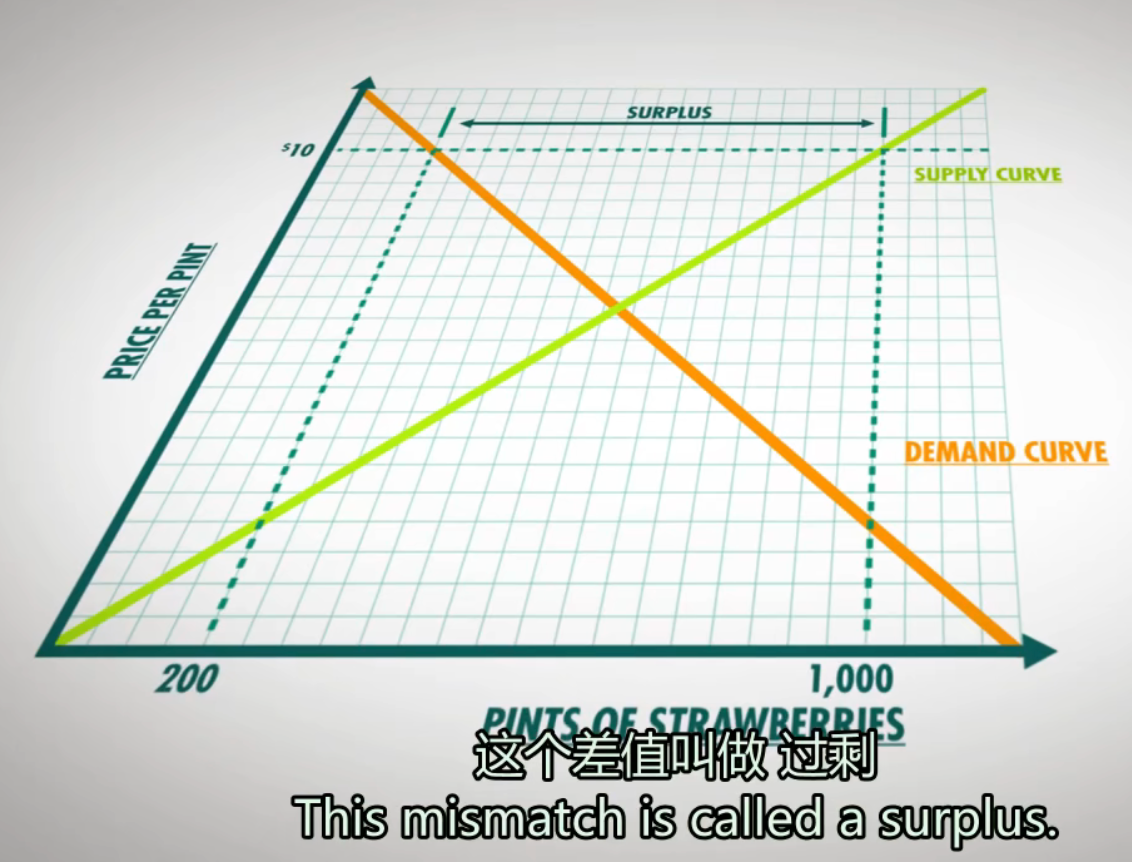 SURPLUS
$10
SUPPLY CURVE
PRICE PER PINT
DEMAND CURVE
200
1,000
PINTS OF STRAWBERRIES
这个差值叫做 过剩
This mismatch is called a surplus.